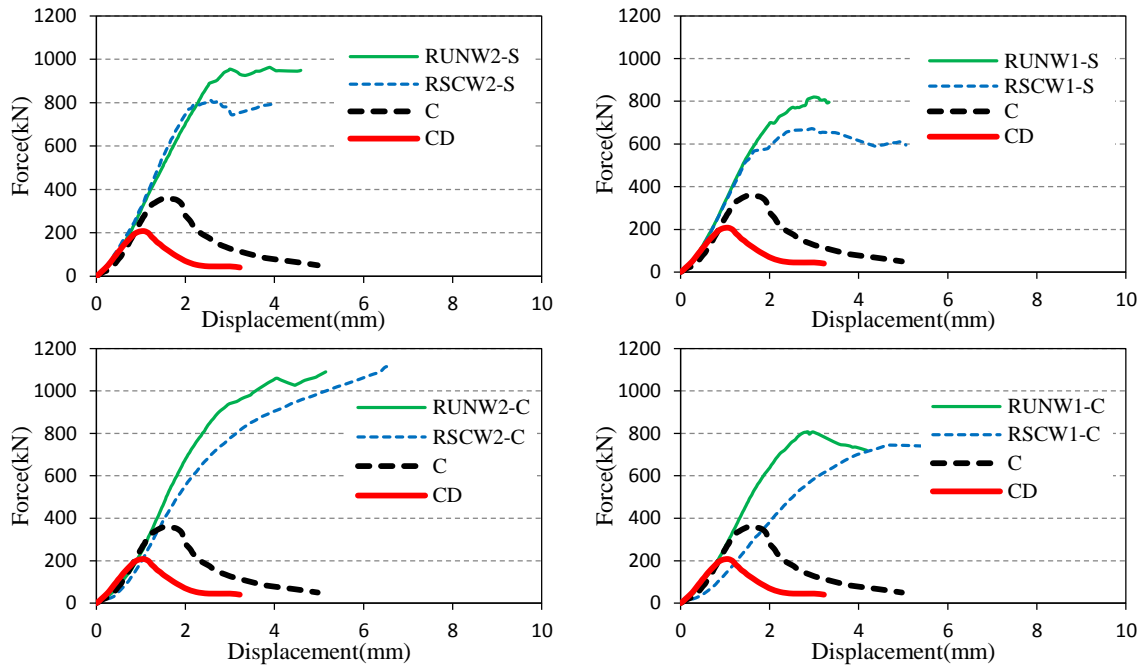 1200
1000
800
600
400
200
0
Force(kN)
RUNW2-S
RSCW2-S
C
CD
0 2 4 6 8 10
Displacement(mm)
1200
1000
800
600
400
200
0
Force(kN)
RUNW1-S
RSCW1-S
C
CD
0 2 4 6 8 10
Displacement(mm)
1200
1000
800
600
400
200
0
Force(kN)
RUNW2-C
RSCW2-C
C
CD
0 2 4 6 8 10
Displacement(mm)
1200
1000
800
600
400
200
0
Force(kN)
RUNW1-C
RSCW1-C
C
CD
0 2 4 6 8 10
Displacement(mm)